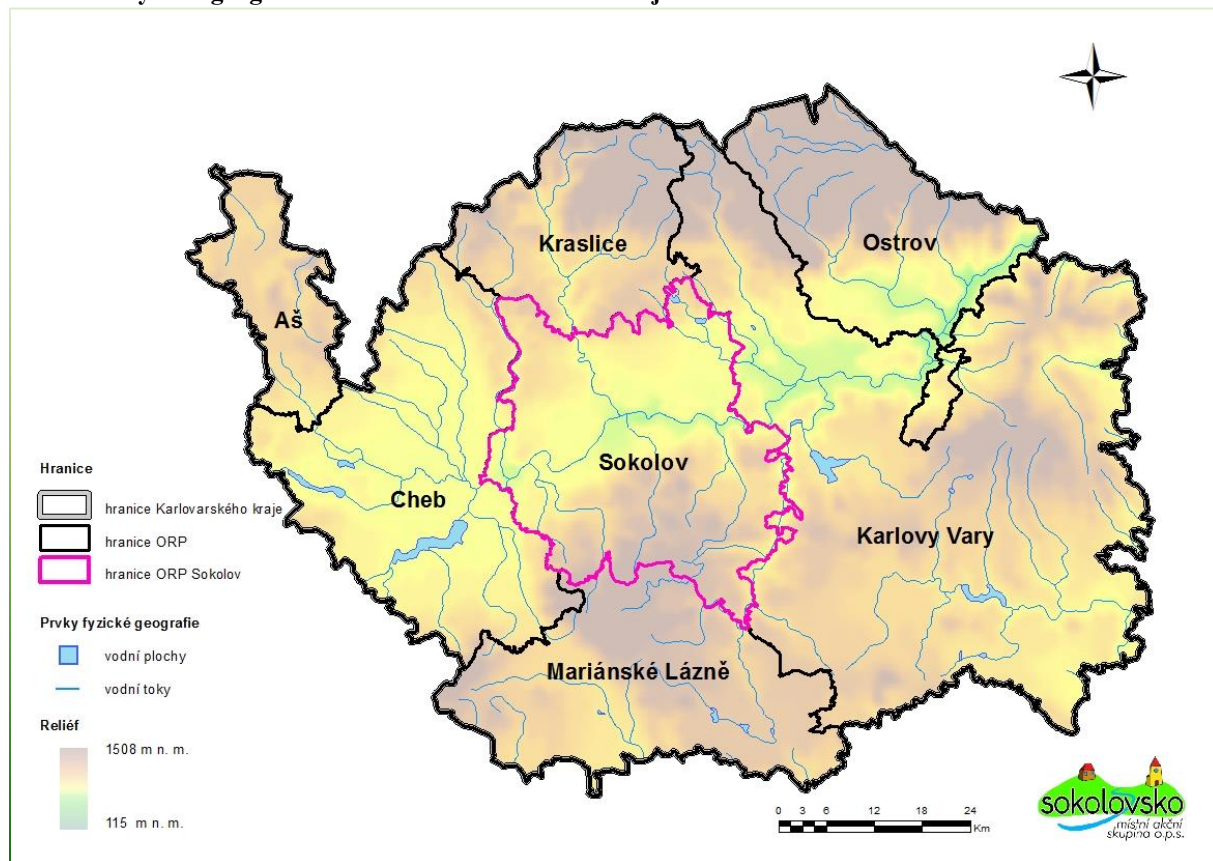 Kraslice
Ostrov
Aš
Sokolov
Cheb
Karlovy Vary
Mariánské Lázně
Hranice
hranice Karlovarského kraje
hranice ORP
hranice ORP Sokolov
Prvky fyzické geografie
vodní plochy
vodní toky
Reliéf
1508 m n. m.
115 m n. m.
0 3 6 12 18 24
Km
sokolovsko
místní akční
skupina o.p.s.